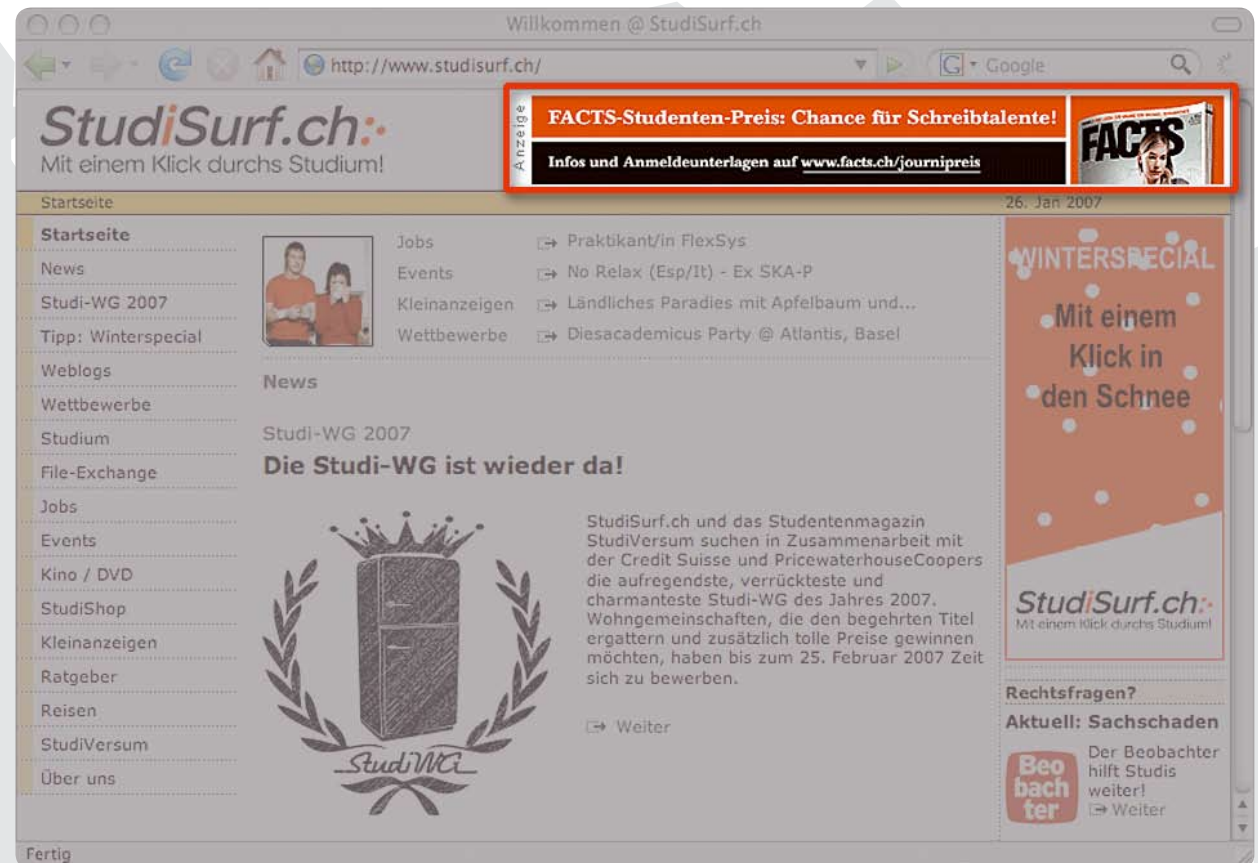 Willkommen @ StudiSurf.ch
http://www.studisurf.ch/
G
Google
StudiSurf.ch:·
Mit einem Klick durchs Studium!
Anzeige
FACTS-Studenten-Preis: Chance für Schreibtalente!
Infos und Anmeldeunterlagen auf www.facts.ch/journipreis
FACTS
Startseite
26. Jan 2007
Startseite
News
Studi-WG 2007
Tipp: Winterspecial
Weblogs
Wettbewerbe
Studium
File-Exchange
Jobs
Events
Kino / DVD
StudiShop
Kleinanzeigen
Ratgeber
Reisen
StudiVersum
Über uns
Jobs Praktikant/in FlexSys
Events No Relax (Esp/It) - Ex SKA-P
Kleinanzeigen Ländliches Paradies mit Apfelbaum und...
Wettbewerbe Diesacademicus Party @ Atlantis, Basel
News
Studi-WG 2007
Die Studi-WG ist wieder da!
StudiWG
StudiSurf.ch und das Studentenmagazin
StudiVersum suchen in Zusammenarbeit mit
der Credit Suisse und PricewaterhouseCoopers
die aufregendste, verrückteste und
charmanteste Studi-WG des Jahres 2007.
Wohngemeinschaften, die den begehrten Titel
ergattern und zusätzlich tolle Preise gewinnen
möchten, haben bis zum 25. Februar 2007 Zeit
sich zu bewerben.
Weiter
WINTERSPECIAL
Mit einem
Klick in
den Schnee
StudiSurf.ch:·
Mit einem Klick durchs Studium!
Rechtsfragen?
Aktuell: Sachschaden
Beo
bach
ter
Der Beobachter
hilft Studis
weiter!
Weiter
Fertig